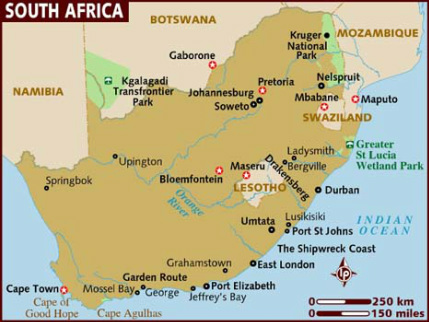 SOUTH AFRICA
BOTSWANA
MOZAMBIQUE
Kruger
National
Park
Gaborone
NAMIBIA
Kgalagadi
Transfrontier
Park
Pretoria
Nelspruit
Johannesburg
Mbabane
Maputo
Soweto
SWAZILAND
Greater
St Lucia
Wetland Park
Ladysmith
Upington
Maseru
Bergville
Bloemfontein
Drakensberg
Springbok
LESOTHO
Durban
Orange
River
INDIAN
OCEAN
Lusikisiki
Umtata
Port St Johns
The Shipwreck Coast
Grahamstown
East London
Garden Route
Cape Town
Mossel Bay
George
Port Elizabeth
Jeffrey's Bay
Cape of
Good Hope
Cape Agulhas
LP
0
250 km
0
150 miles